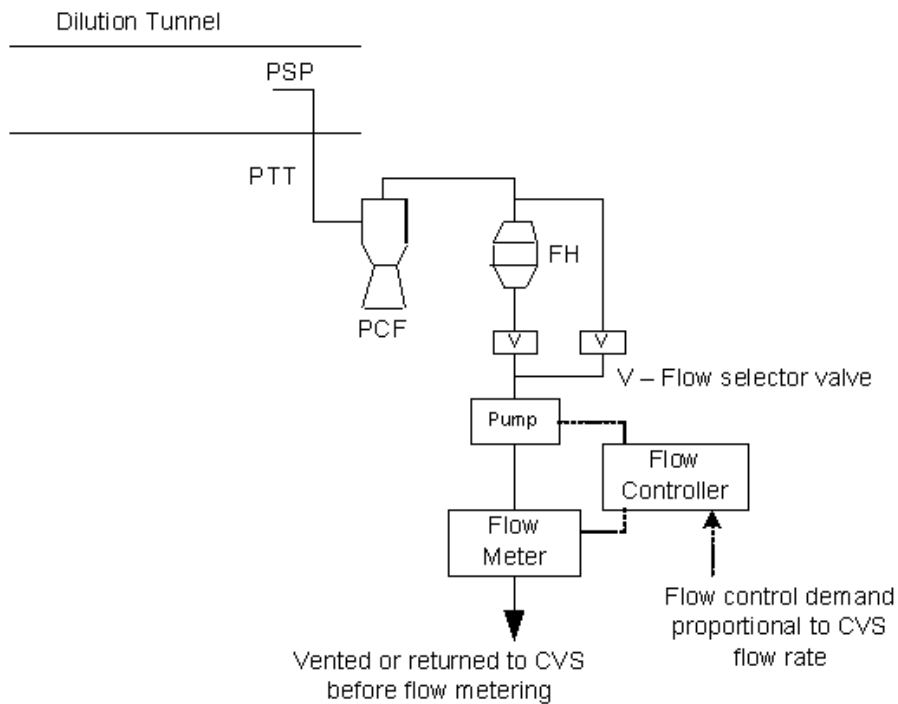 Dilution Tunnel
PSP
PTT
FH
PCF
V
V
V – Flow selector valve
Pump
Flow
Controller
Flow
Meter
Flow control demand
proportional to CVS
flow rate
Vented or returned to CVS
before flow metering